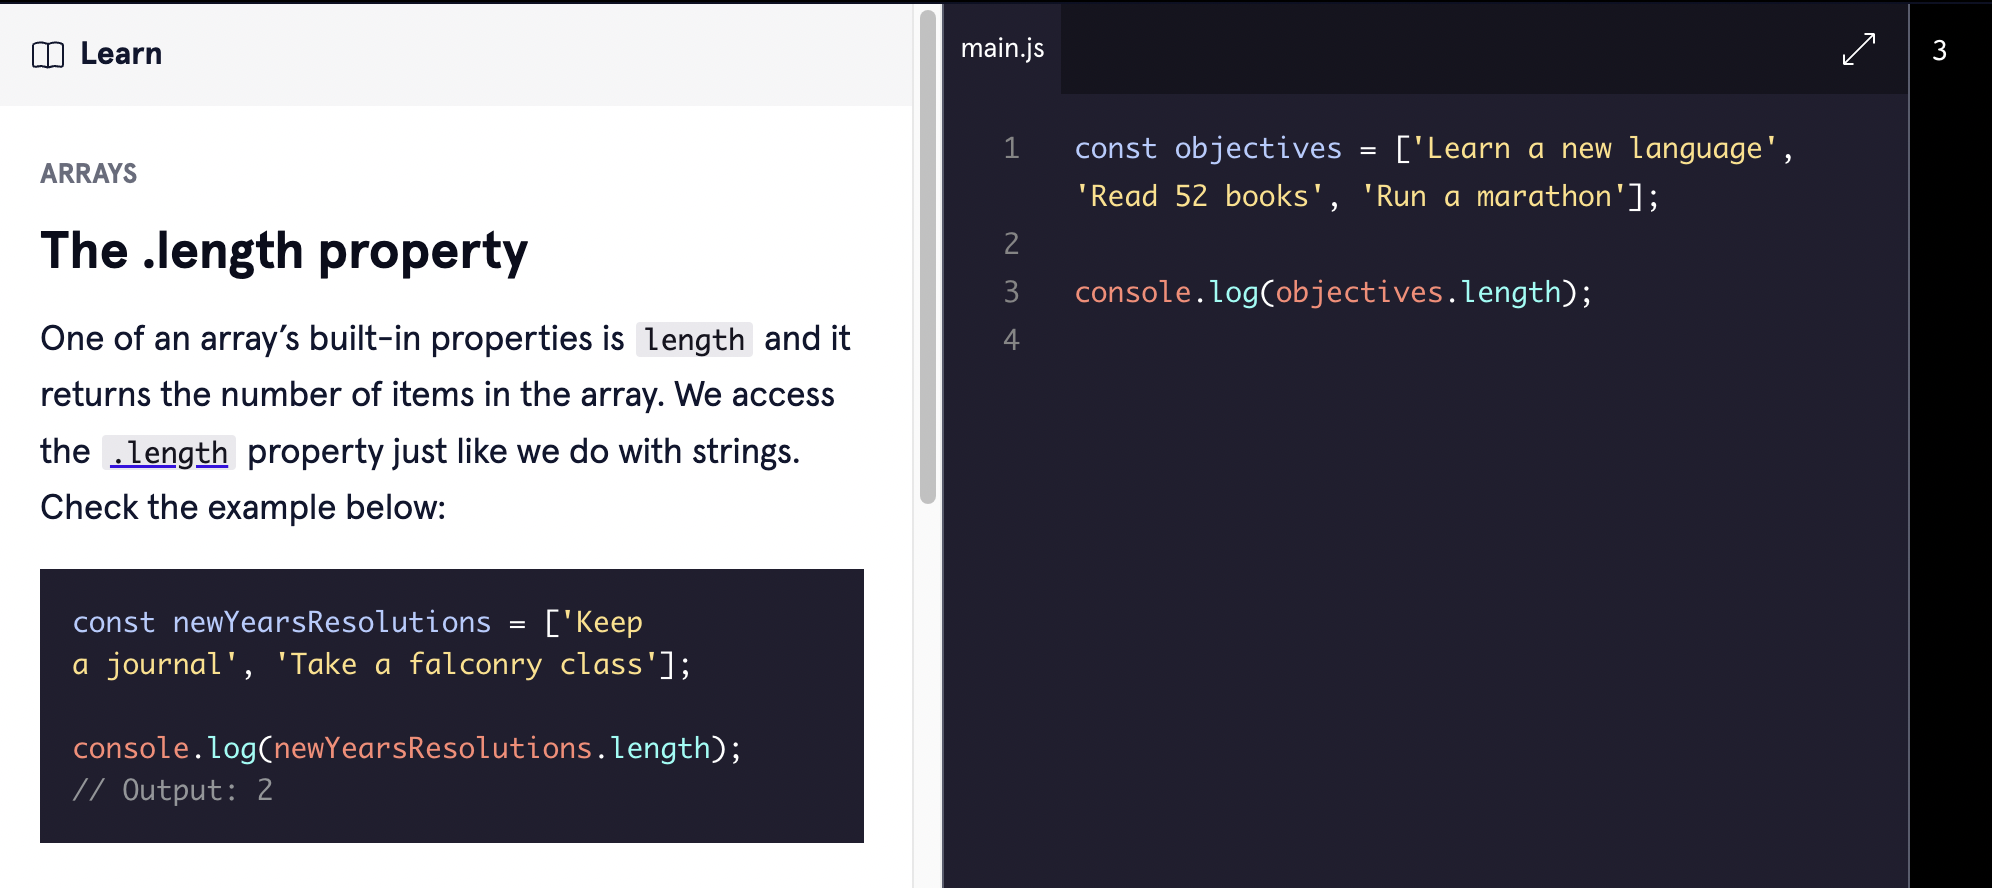 Learn
ARRAYS
The .length property
One of an array’s built-in properties is length and it
returns the number of items in the array. We access
the .length property just like we do with strings.
Check the example below:
const newYearsResolutions = ['Keep
a journal', 'Take a falconry class'];
console.log(newYearsResolutions.length);
// Output: 2
main.js
1 const objectives = ['Learn a new language',
'Read 52 books', 'Run a marathon'];
2
3 console.log(objectives.length);
4
3